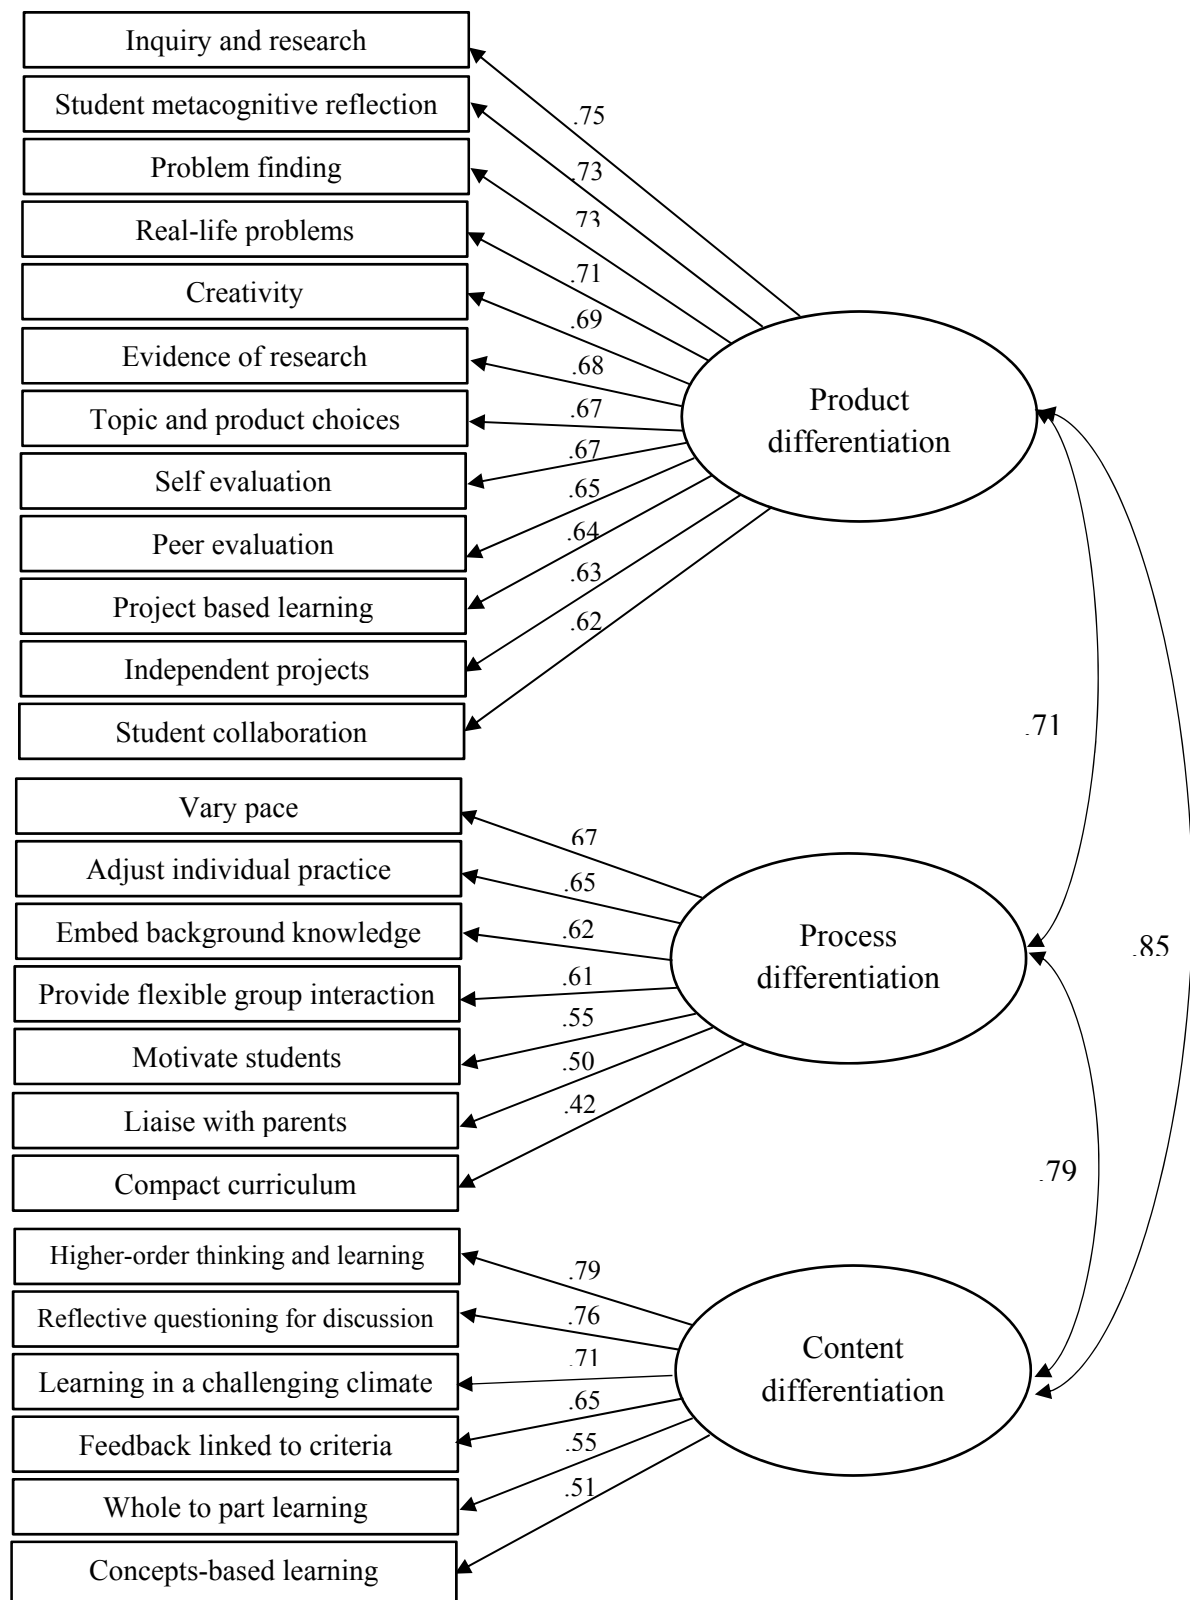 Inquiry and research
Student metacognitive reflection
Problem finding
Real-life problems
Creativity
Evidence of research
Topic and product choices
Self evaluation
Peer evaluation
Project based learning
Independent projects
Student collaboration
.75
.73
.73
.71
.69
.68
.67
.67
.65
.64
.63
.62
Product
differentiation
Vary pace
Adjust individual practice
Embed background knowledge
Provide flexible group interaction
Motivate students
Liaise with parents
Compact curriculum
.67
.65
.62
.61
.55
.50
.42
Process
differentiation
Higher-order thinking and learning
Reflective questioning for discussion
Learning in a challenging climate
Feedback linked to criteria
Whole to part learning
Concepts-based learning
.79
.76
.71
.65
.55
.51
Content
differentiation
.71
.85
.79